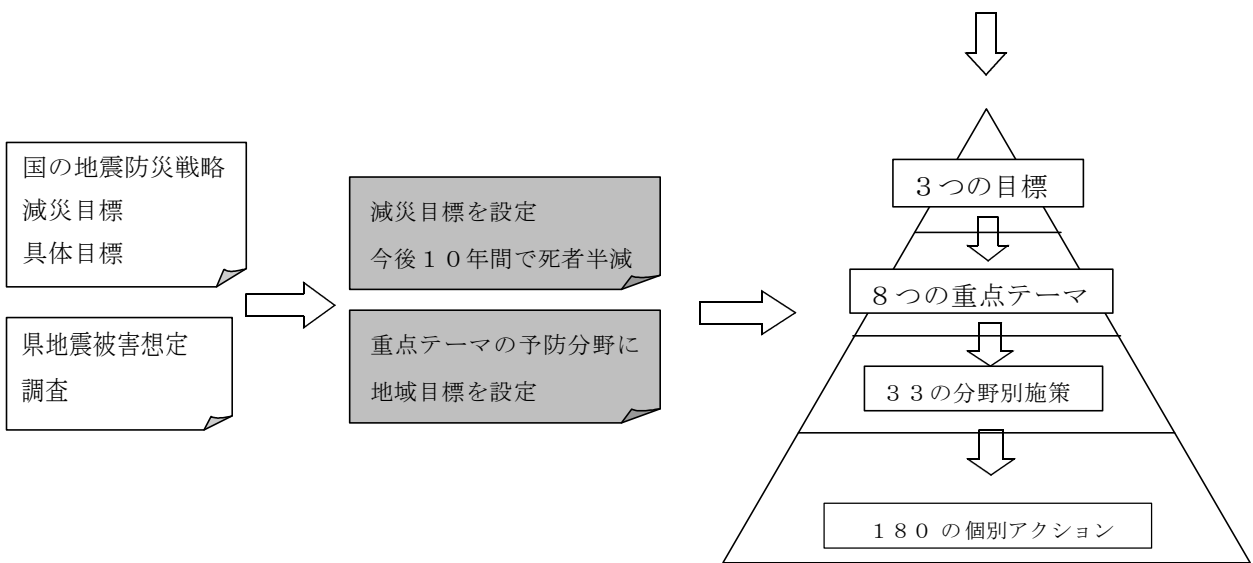 国の地震防災戦略
減災目標
具体目標
県地震被害想定
調査
減災目標を設定
今後１０年間で死者半減
重点テーマの予防分野に
地域目標を設定
３つの目標
８つの重点テーマ
３３の分野別施策
１８０の個別アクション